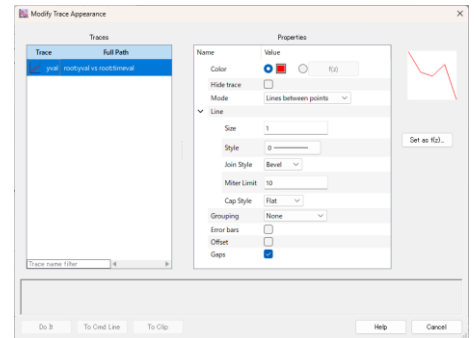 Modify Trace Appearance
Traces
Trace Full Path
yval root:yval vs root:timeval
Trace name filter
Properties
Name Value
Color f(z)
Hide trace
Mode Lines between points
Line
Size 1
Style 0
Join Style Bevel
Miter Limit 10
Cap Style Flat
Grouping None
Error bars
Offset
Gaps
Set as f(z)...
Do It To Cmd Line To Clip Help Cancel